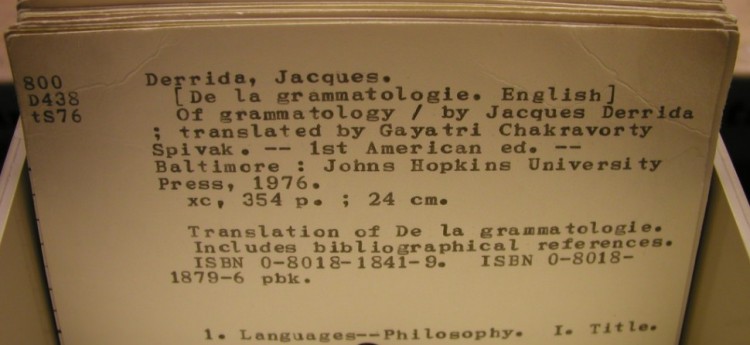 800 Derrida, Jacques.
D438 [De la grammatologie. English]
tS76 Of grammatology / by Jacques Derrida
; translated by Gayatri Chakravorty
Spivak. -- 1st American ed. --
Baltimore : Johns Hopkins University
Press, 1976.
xc, 354 p. ; 24 cm.
Translation of De la grammatologie.
Includes bibliographical references.
ISBN 0-8018-1841-9. ISBN 0-8018-
1879-6 pbk.
1. Languages--Philosophy. I. Title.